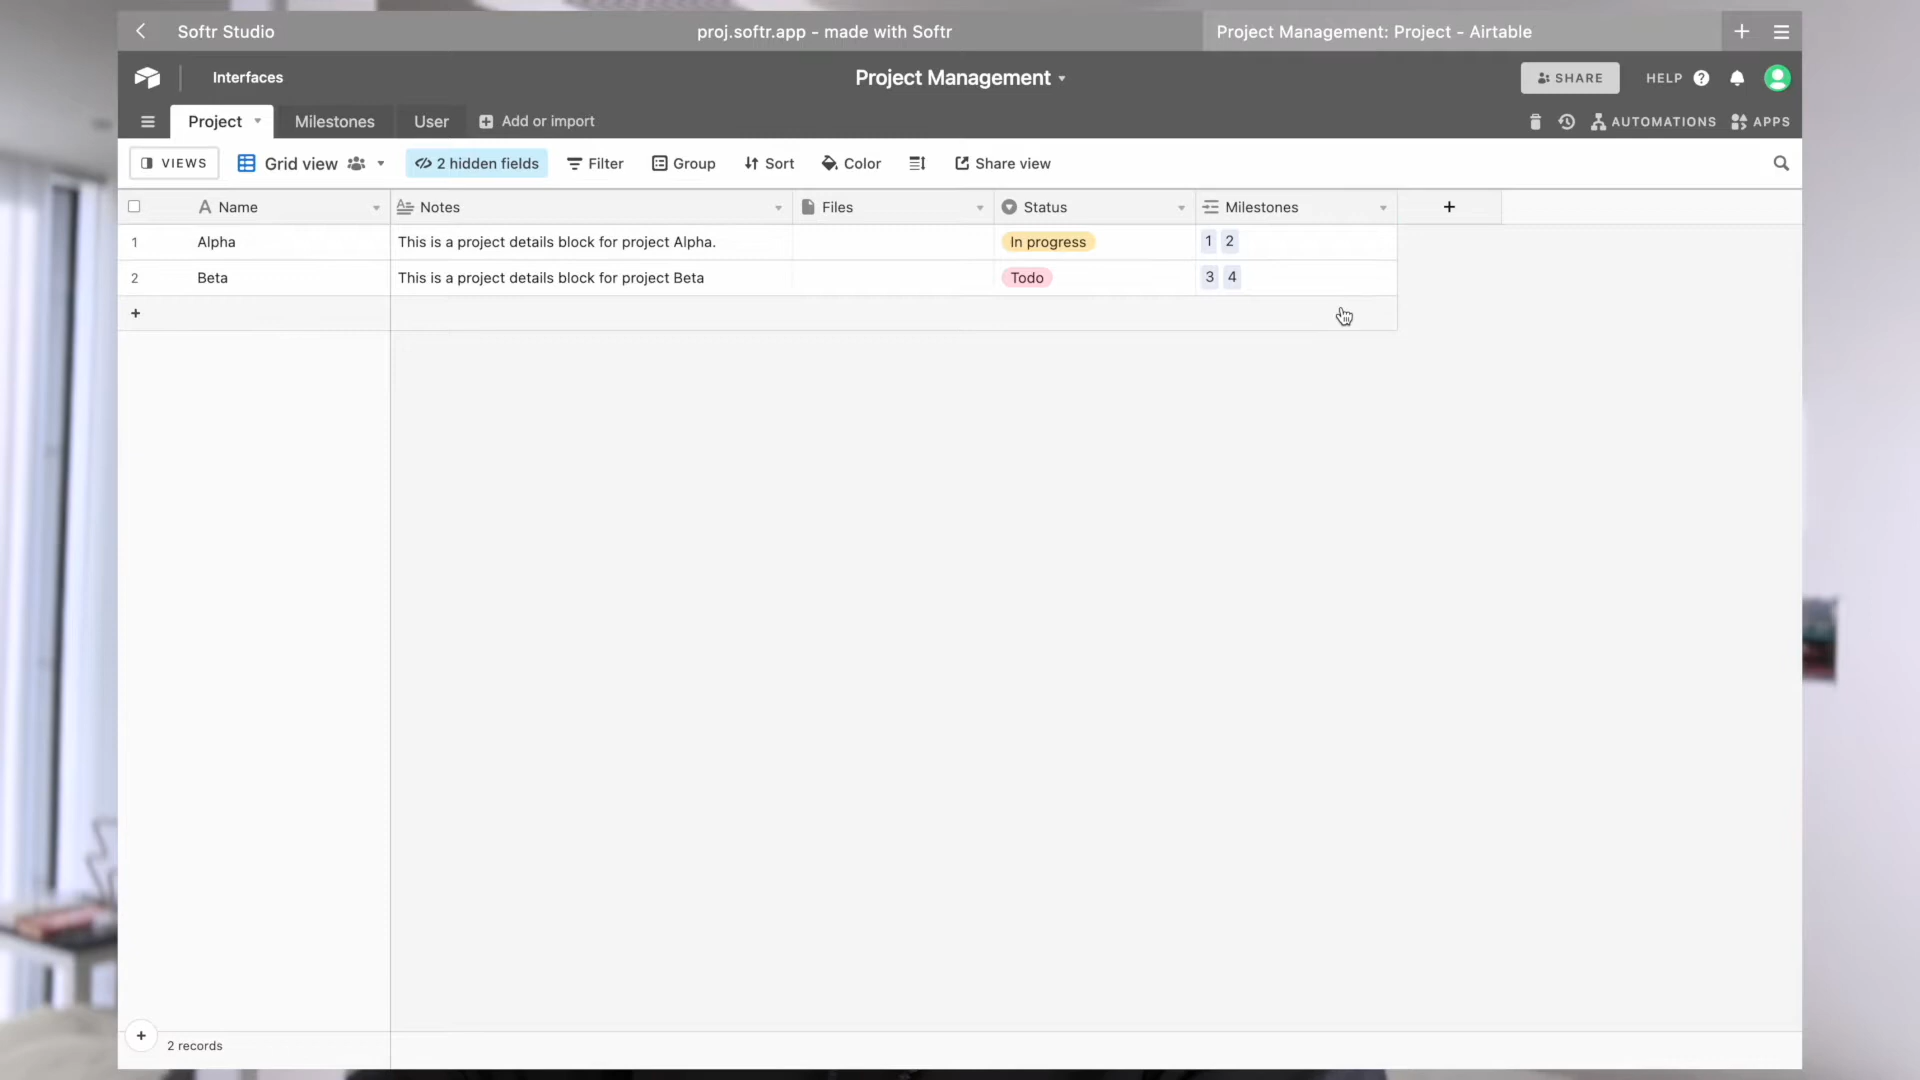 Softr Studio proj.softr.app - made with Softr Project Management: Project - Airtable
Interfaces Project Management SHARE HELP
Project Milestones User Add or import AUTOMATIONS APPS
VIEWS Grid view 2 hidden fields Filter Group Sort Color Share view
Name Notes Files Status Milestones
1 Alpha This is a project details block for project Alpha. In progress 1 2
2 Beta This is a project details block for project Beta Todo 3 4
2 records